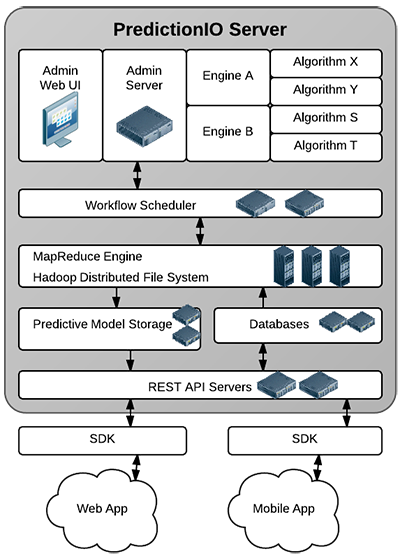 PredictionIO Server
Admin
Web UI
Admin
Server
Engine A
Engine B
Algorithm X
Algorithm Y
Algorithm S
Algorithm T
Workflow Scheduler
MapReduce Engine
Hadoop Distributed File System
Predictive Model Storage
Databases
REST API Servers
SDK
SDK
Web App
Mobile App